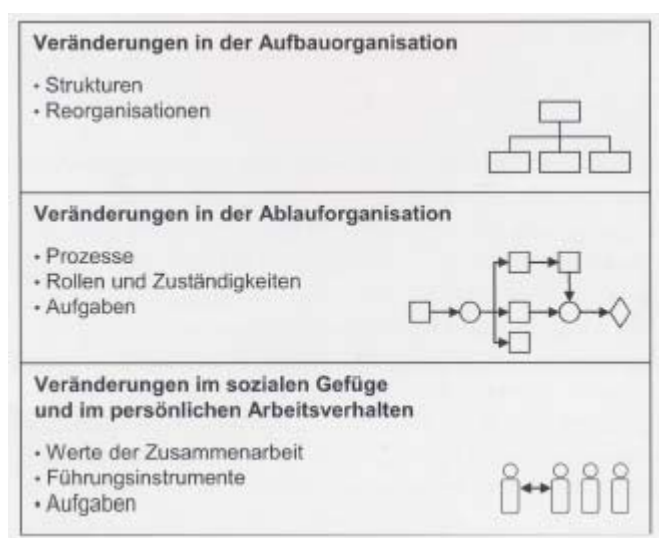 Veränderungen in der Aufbauorganisation
• Strukturen
• Reorganisationen
Veränderungen in der Ablauforganisation
• Prozesse
• Rollen und Zuständigkeiten
• Aufgaben
Veränderungen im sozialen Gefüge
und im persönlichen Arbeitsverhalten
• Werte der Zusammenarbeit
• Führungsinstrumente
• Aufgaben